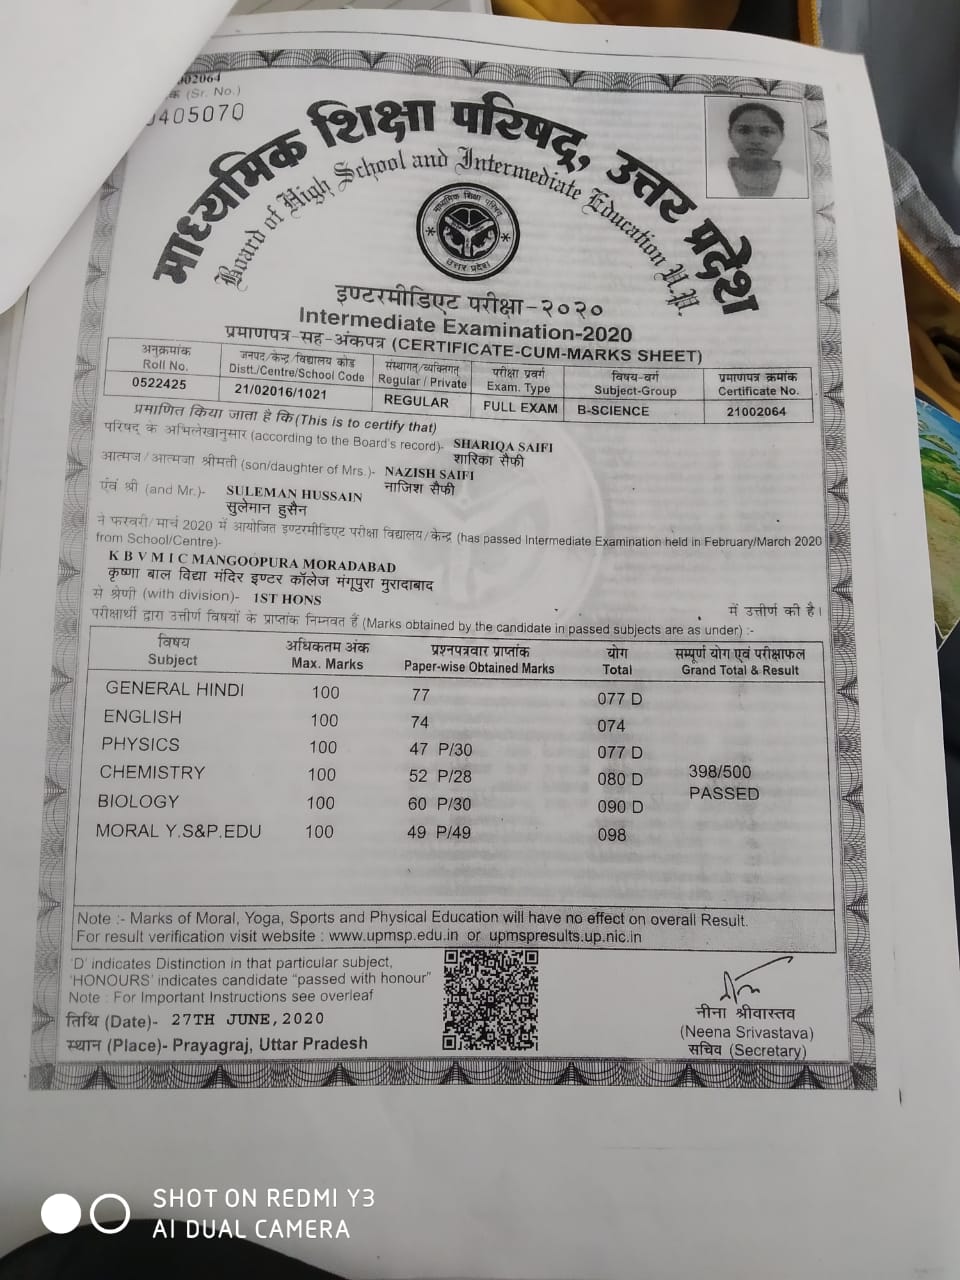 002064
क (Sr. No.)
405070
माध्यमिक शिक्षा परिषद्, उत्तर प्रदेश
Board of High School and Intermediate Education U.P.
माध्यमिक शिक्षा परिषद्
उत्तर प्रदेश
इण्टरमीडिएट परीक्षा-२०२०
Intermediate Examination-2020
प्रमाणपत्र-सह-अंकपत्र (CERTIFICATE-CUM-MARKS SHEET)
अनुक्रमांक जनपद/केन्द्र/विद्यालय कोड संस्थागत/व्यक्तिगत परीक्षा प्रवर्ग विषय-वर्ग प्रमाणपत्र क्रमांक
Roll No. Distt./Centre/School Code Regular / Private Exam. Type Subject-Group Certificate No.
0522425 21/02016/1021 REGULAR FULL EXAM B-SCIENCE 21002064
प्रमाणित किया जाता है कि (This is to certify that)
परिषद् के अभिलेखानुसार (according to the Board's record)- SHARIQA SAIFI
शारिका सैफी
आत्मज/आत्मजा श्रीमती (son/daughter of Mrs.)- NAZISH SAIFI
नाजिश सैफी
एंवं श्री (and Mr.)- SULEMAN HUSSAIN
सुलेमान हुसैन
ने फरवरी/मार्च 2020 में आयोजित इण्टरमीडिएट परीक्षा विद्यालय/केन्द्र (has passed Intermediate Examination held in February/March 2020
from School/Centre)-
K B V M I C MANGOOPURA MORADABAD
कृष्णा बाल विद्या मंदिर इण्टर कॉलेज मंगूपुरा मुरादाबाद
से श्रेणी (with division)- 1ST HONS में उत्तीर्ण की है।
परीक्षार्थी द्वारा उत्तीर्ण विषयों के प्राप्तांक निम्नवत हैं (Marks obtained by the candidate in passed subjects are as under) :-
विषय अधिकतम अंक प्रश्नपत्रवार प्राप्तांक योग सम्पूर्ण योग एवं परीक्षाफल
Subject Max. Marks Paper-wise Obtained Marks Total Grand Total & Result
GENERAL HINDI 100 77 077 D
ENGLISH 100 74 074
PHYSICS 100 47 P/30 077 D
CHEMISTRY 100 52 P/28 080 D 398/500
BIOLOGY 100 60 P/30 090 D PASSED
MORAL Y.S&P.EDU 100 49 P/49 098
Note :- Marks of Moral, Yoga, Sports and Physical Education will have no effect on overall Result.
For result verification visit website : www.upmsp.edu.in or upmspresults.up.nic.in
'D' indicates Distinction in that particular subject,
'HONOURS' indicates candidate "passed with honour"
Note : For Important Instructions see overleaf
तिथि (Date)- 27TH JUNE, 2020
स्थान (Place)- Prayagraj, Uttar Pradesh
नीना श्रीवास्तव
(Neena Srivastava)
सचिव (Secretary)
SHOT ON REDMI Y3
AI DUAL CAMERA